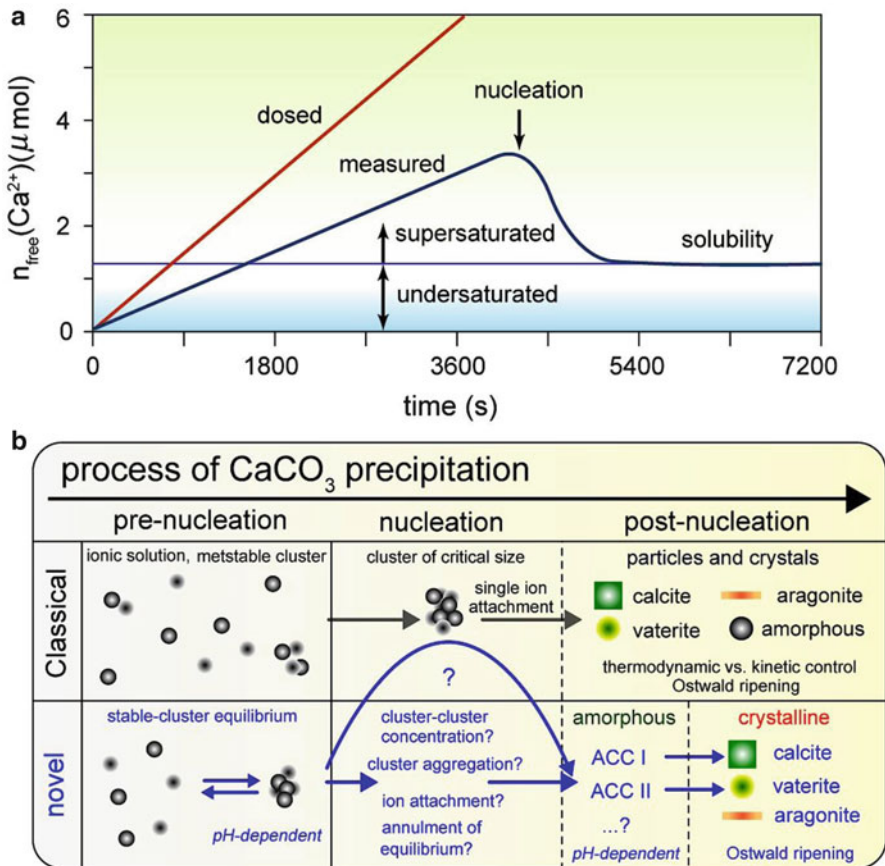 a
n_free(Ca²⁺)(μ mol)
6
4
2
0
dosed
measured
nucleation
supersaturated
solubility
undersaturated
0
1800
3600
5400
7200
time (s)
b
process of CaCO₃ precipitation
pre-nucleation
nucleation
post-nucleation
Classical
ionic solution, metstable cluster
cluster of critical size
single ion
attachment
particles and crystals
calcite
aragonite
vaterite
amorphous
thermodynamic vs. kinetic control
Ostwald ripening
?
novel
stable-cluster equilibrium
pH-dependent
cluster-cluster
concentration?
cluster aggregation?
ion attachment?
annulment of
equilibrium?
amorphous
ACC I
ACC II
...?
pH-dependent
crystalline
calcite
vaterite
aragonite
Ostwald ripening